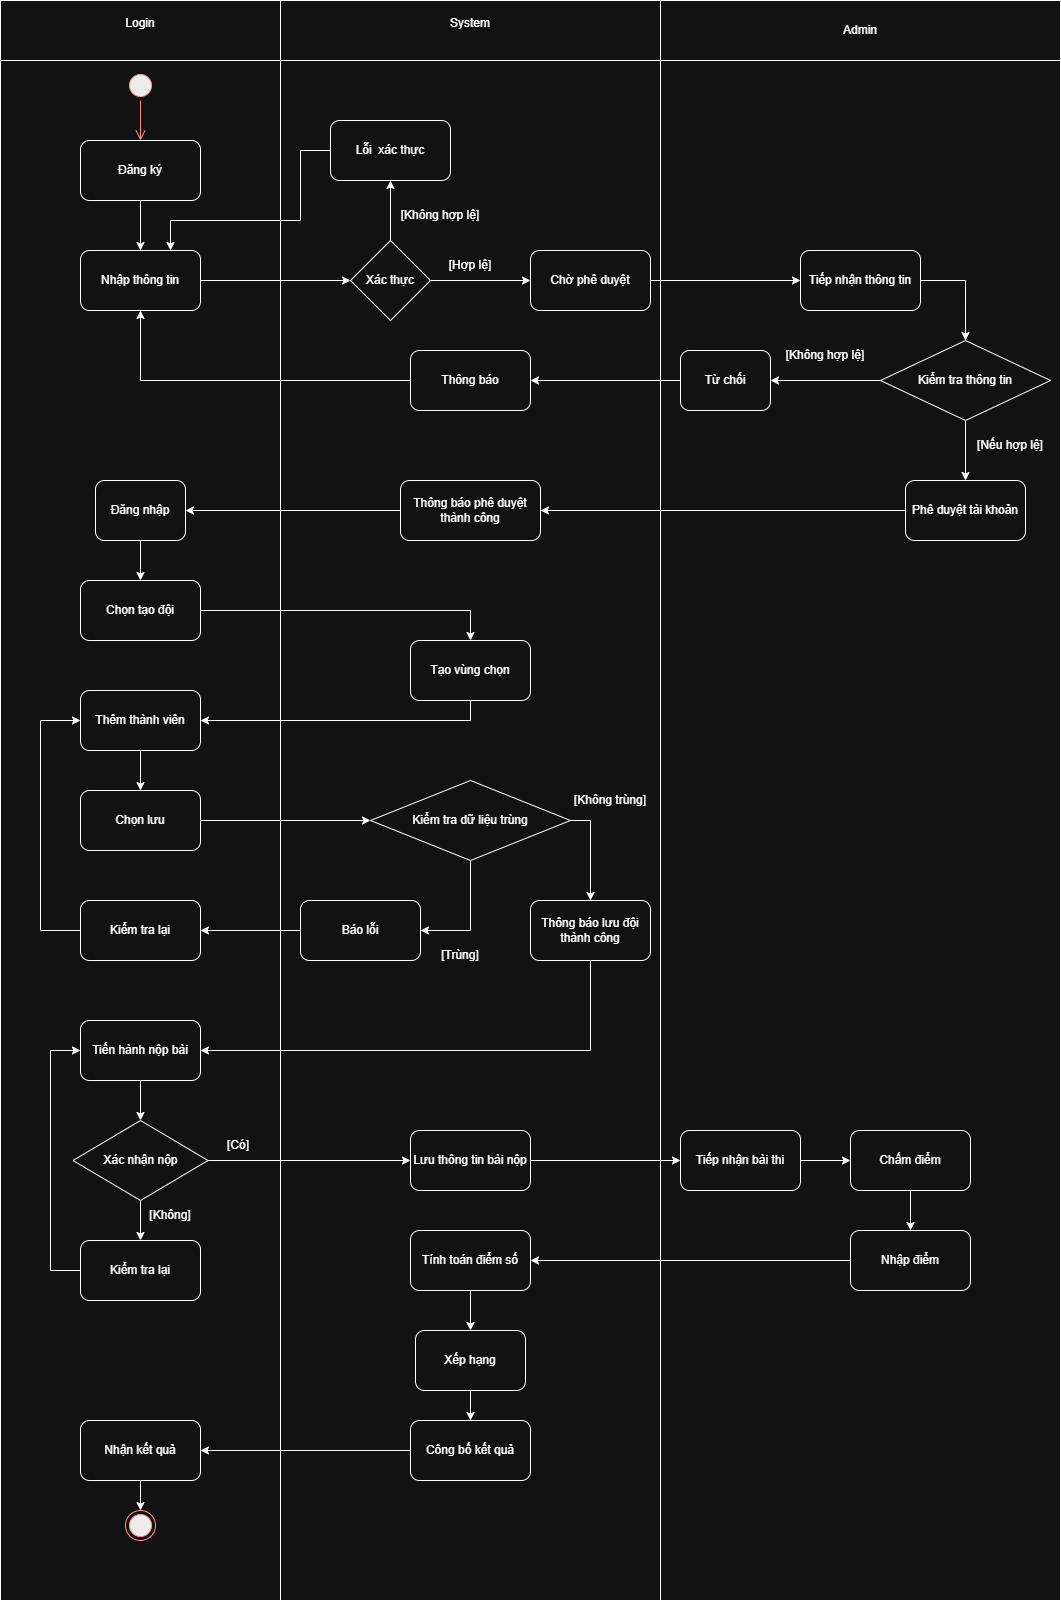 Login
System
Admin
Đăng ký
Lỗi  xác thực
[Không hợp lệ]
Nhập thông tin
Xác thực
[Hợp lệ]
Chờ phê duyệt
Tiếp nhận thông tin
Thông báo
Từ chối
[Không hợp lệ]
Kiểm tra thông tin
[Nếu hợp lệ]
Đăng nhập
Thông báo phê duyệt
thành công
Phê duyệt tài khoản
Chọn tạo đội
Tạo vùng chọn
Thêm thành viên
Chọn lưu
Kiểm tra dữ liệu trùng
[Không trùng]
Kiểm tra lại
Báo lỗi
[Trùng]
Thông báo lưu đội
thành công
Tiến hành nộp bài
Xác nhận nộp
[Có]
Lưu thông tin bài nộp
Tiếp nhận bài thi
Chấm điểm
[Không]
Kiểm tra lại
Tính toán điểm số
Nhập điểm
Xếp hạng
Nhận kết quả
Công bố kết quả